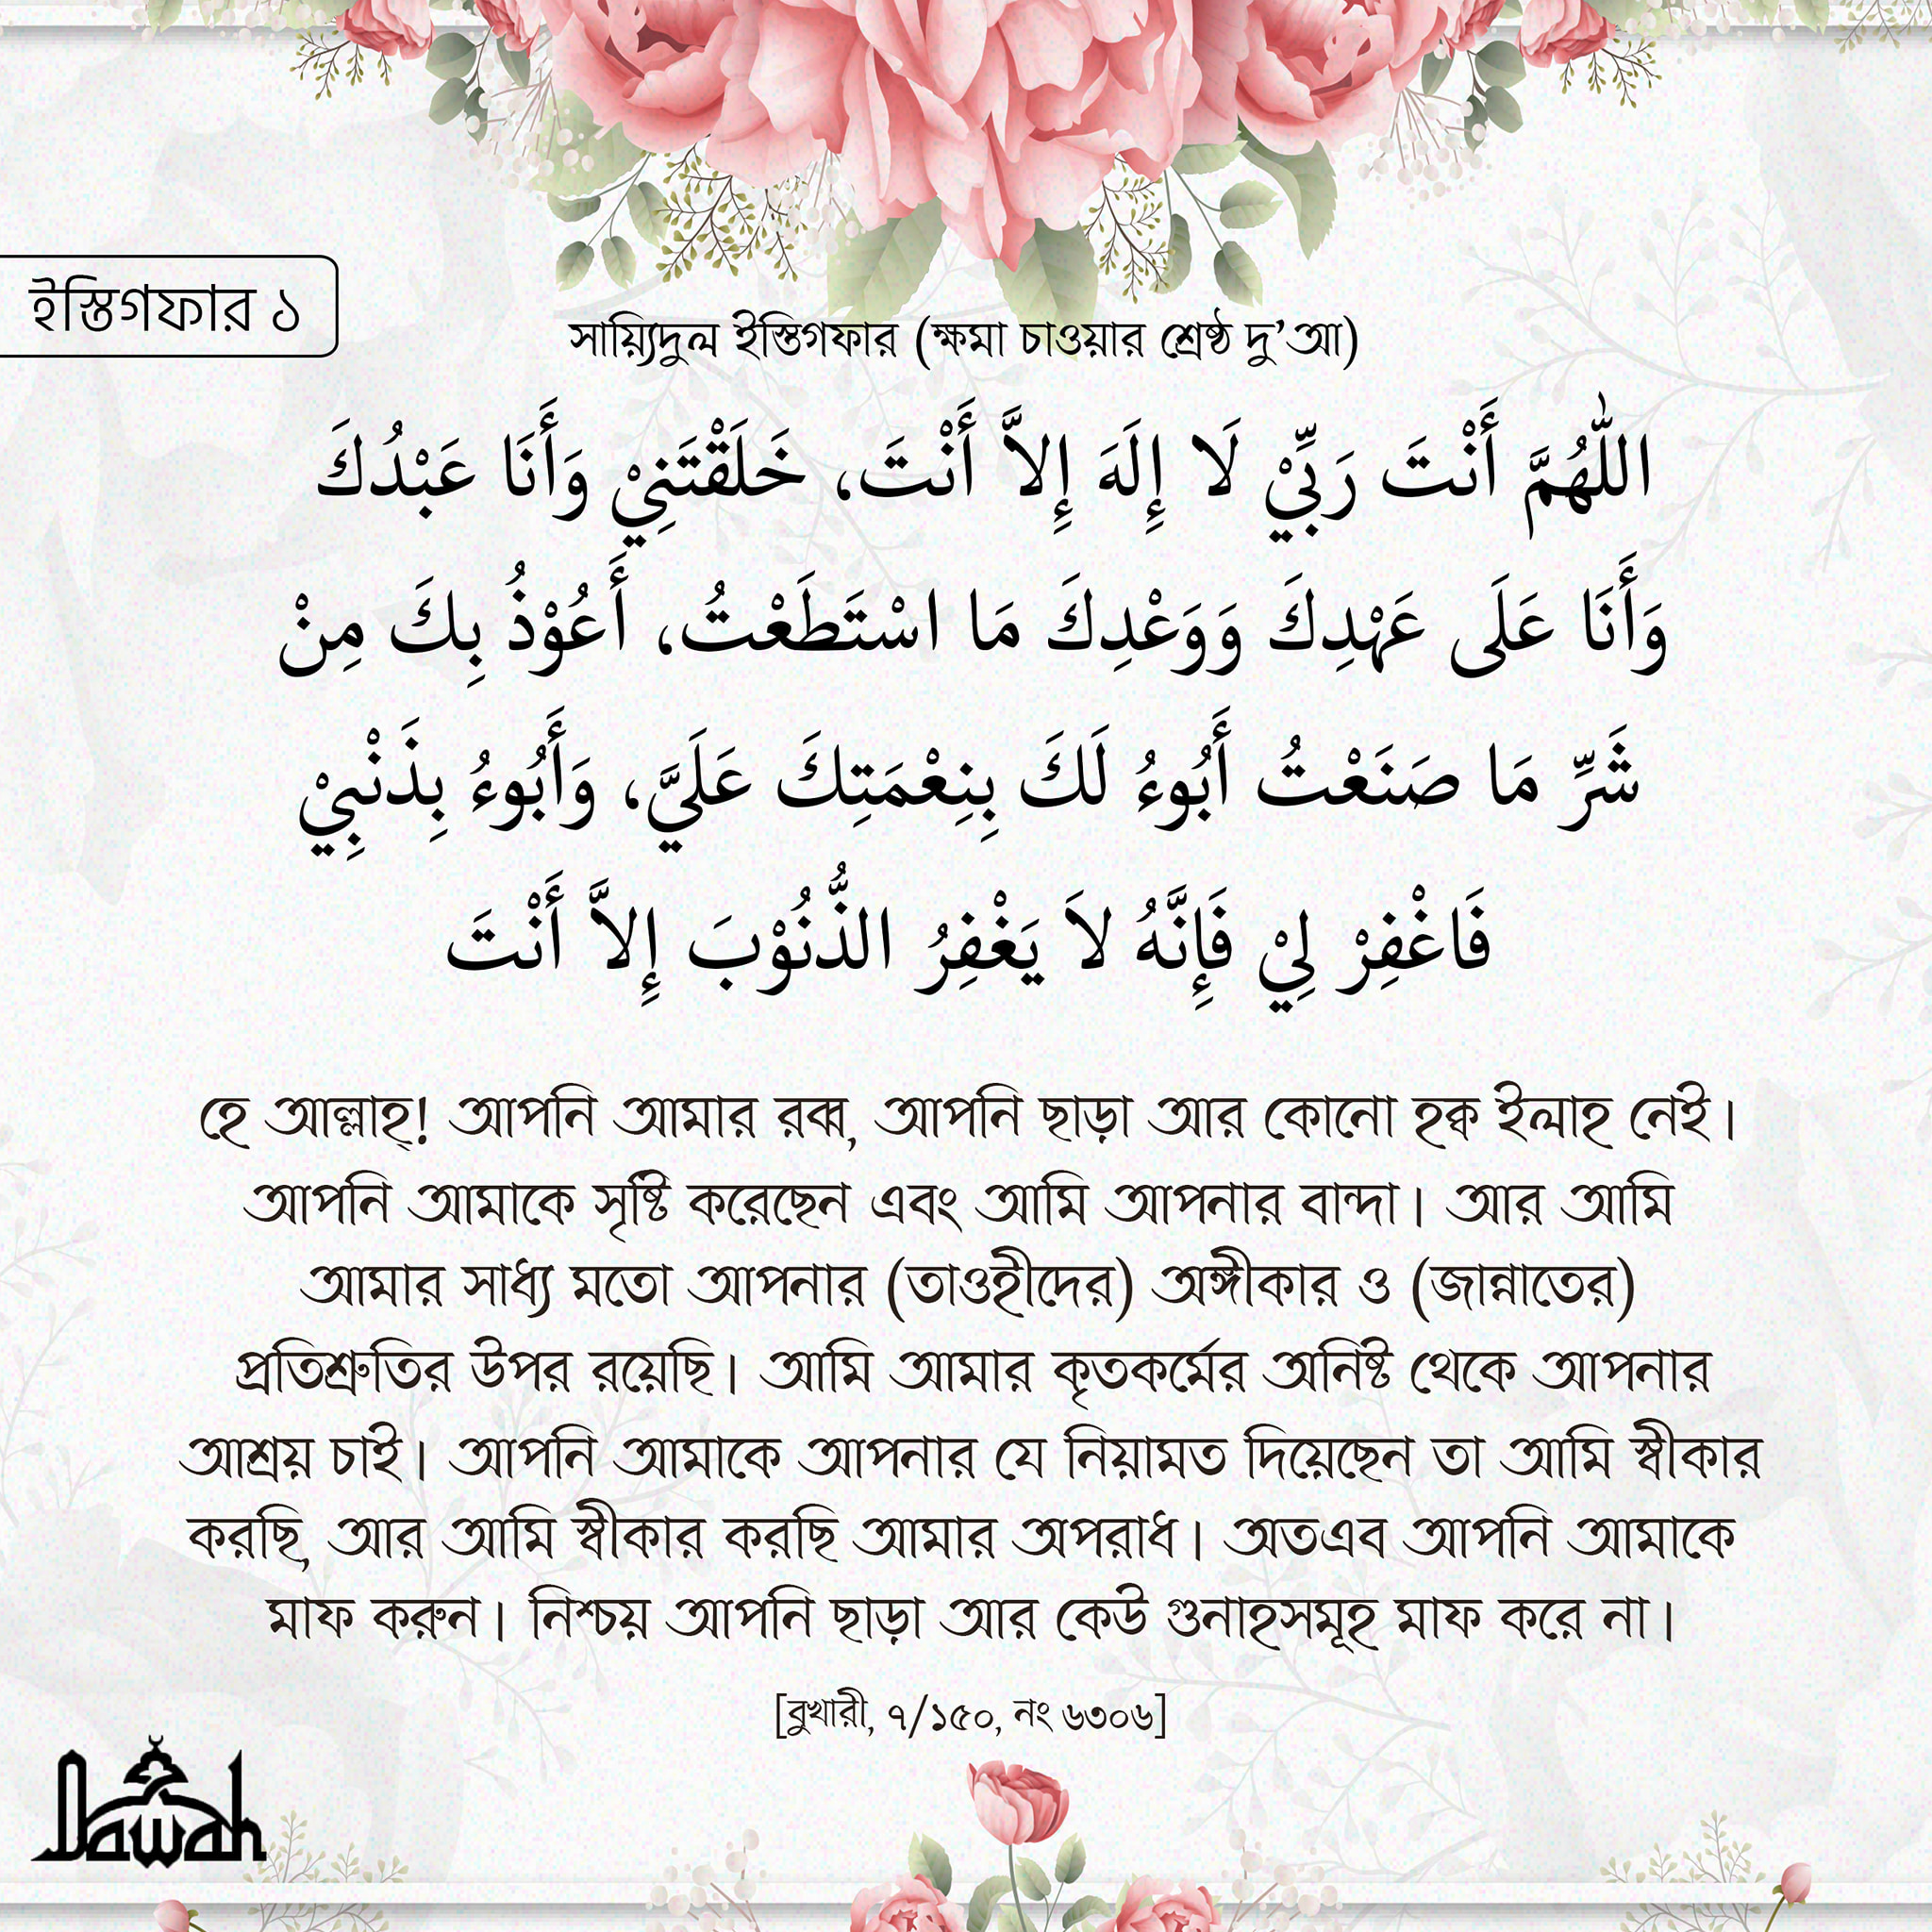 ইস্তিগফার ১
সায়্যিদুল ইস্তিগফার (ক্ষমা চাওয়ার শ্রেষ্ঠ দু’আ)
اللّٰهُمَّ أَنْتَ رَبِّيْ لَا إِلَهَ إِلاَّ أَنْتَ، خَلَقْتَنِيْ وَأَنَا عَبْدُكَ
وَأَنَا عَلَى عَهْدِكَ وَوَعْدِكَ مَا اسْتَطَعْتُ، أَعُوْذُ بِكَ مِنْ
شَرِّ مَا صَنَعْتُ أَبُوءُ لَكَ بِنِعْمَتِكَ عَلَيَّ، وَأَبُوءُ بِذَنْبِيْ
فَاغْفِرْ لِيْ فَإِنَّهُ لاَ يَغْفِرُ الذُّنُوْبَ إِلاَّ أَنْتَ
হে আল্লাহ্! আপনি আমার রব্ব, আপনি ছাড়া আর কোনো হক্ব ইলাহ নেই।
আপনি আমাকে সৃষ্টি করেছেন এবং আমি আপনার বান্দা। আর আমি
আমার সাধ্য মতো আপনার (তাওহীদের) অঙ্গীকার ও (জান্নাতের)
প্রতিশ্রুতির উপর রয়েছি। আমি আমার কৃতকর্মের অনিষ্ট থেকে আপনার
আশ্রয় চাই। আপনি আমাকে আপনার যে নিয়ামত দিয়েছেন তা আমি স্বীকার
করছি, আর আমি স্বীকার করছি আমার অপরাধ। অতএব আপনি আমাকে
মাফ করুন। নিশ্চয় আপনি ছাড়া আর কেউ গুনাহসমূহ মাফ করে না।
[বুখারী, ৭/১৫০, নং ৬৩০৬]
Dawah